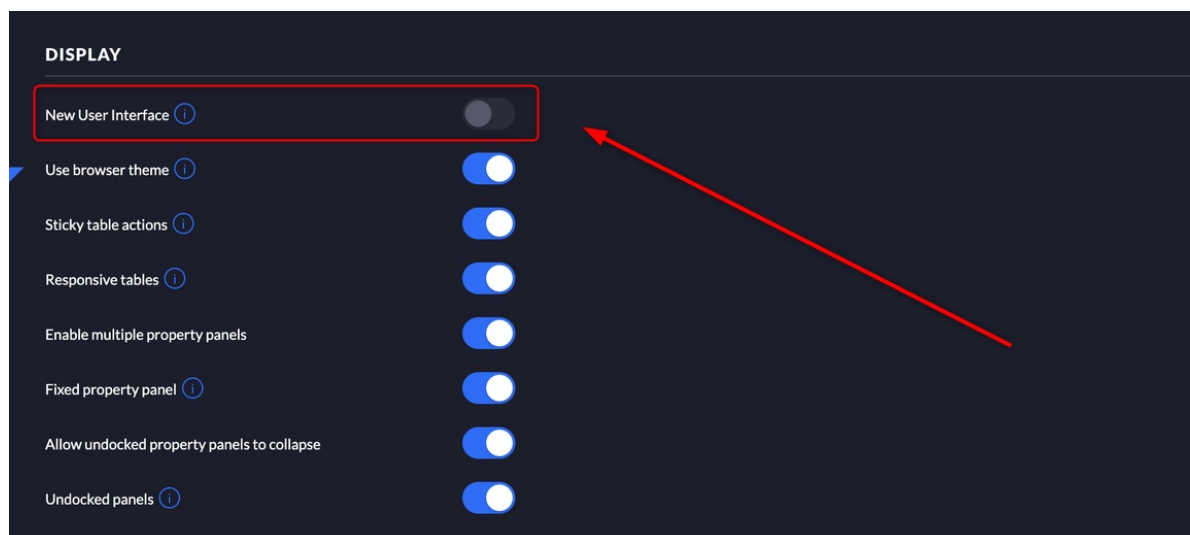 DISPLAY
New User Interface
Use browser theme
Sticky table actions
Responsive tables
Enable multiple property panels
Fixed property panel
Allow undocked property panels to collapse
Undocked panels